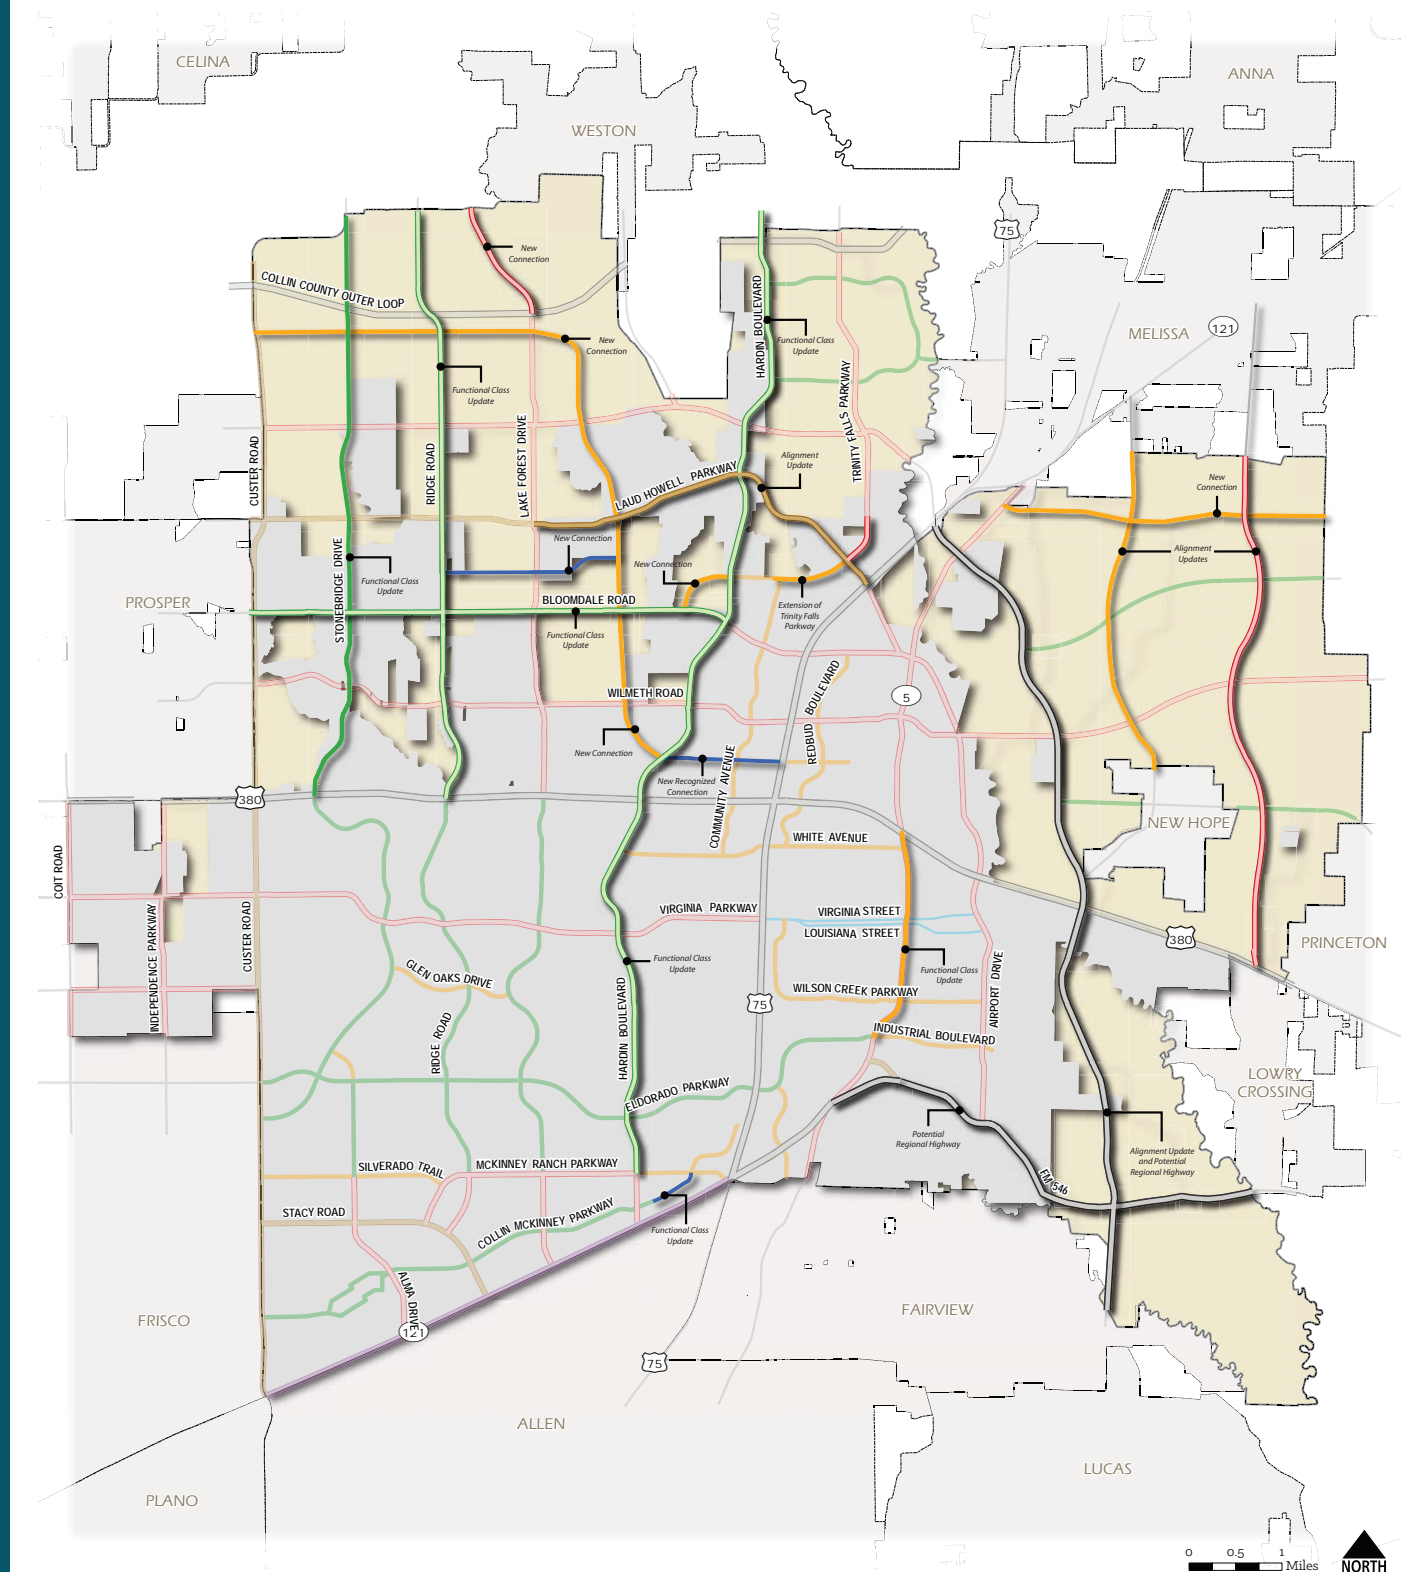 CELINA
ANNA
WESTON
75
New
Connection
COLLIN COUNTY OUTER LOOP
HARDIN BOULEVARD
MELISSA
121
New
Connection
Functional Class
Update
Functional Class
Update
TRINITY FALLS PARKWAY
CUSTER ROAD
RIDGE ROAD
LAKE FOREST DRIVE
LAUD HOWELL PARKWAY
Alignment
Update
New
Connection
STONEBRIDGE DRIVE
New Connection
New Connection
Alignment
Updates
Functional Class
Update
PROSPER
BLOOMDALE ROAD
Extension of
Trinity Falls
Parkway
Functional Class
Update
WILMETH ROAD
REDBUD BOULEVARD
5
New Connection
New Recognized
Connection
COMMUNITY AVENUE
380
NEW HOPE
WHITE AVENUE
COIT ROAD
INDEPENDENCE PARKWAY
CUSTER ROAD
VIRGINIA PARKWAY
VIRGINIA STREET
LOUISIANA STREET
380
PRINCETON
GLEN OAKS DRIVE
Functional Class
Update
Functional Class
Update
HARDIN BOULEVARD
75
WILSON CREEK PARKWAY
AIRPORT DRIVE
RIDGE ROAD
INDUSTRIAL BOULEVARD
ELDORADO PARKWAY
LOWRY
CROSSING
Potential
Regional Highway
Alignment Update
and Potential
Regional Highway
SILVERADO TRAIL
MCKINNEY RANCH PARKWAY
FM 546
STACY ROAD
COLLIN MCKINNEY PARKWAY
Functional Class
Update
ALMA DRIVE
FRISCO
121
FAIRVIEW
75
ALLEN
LUCAS
PLANO
0 0.5 1
Miles
NORTH